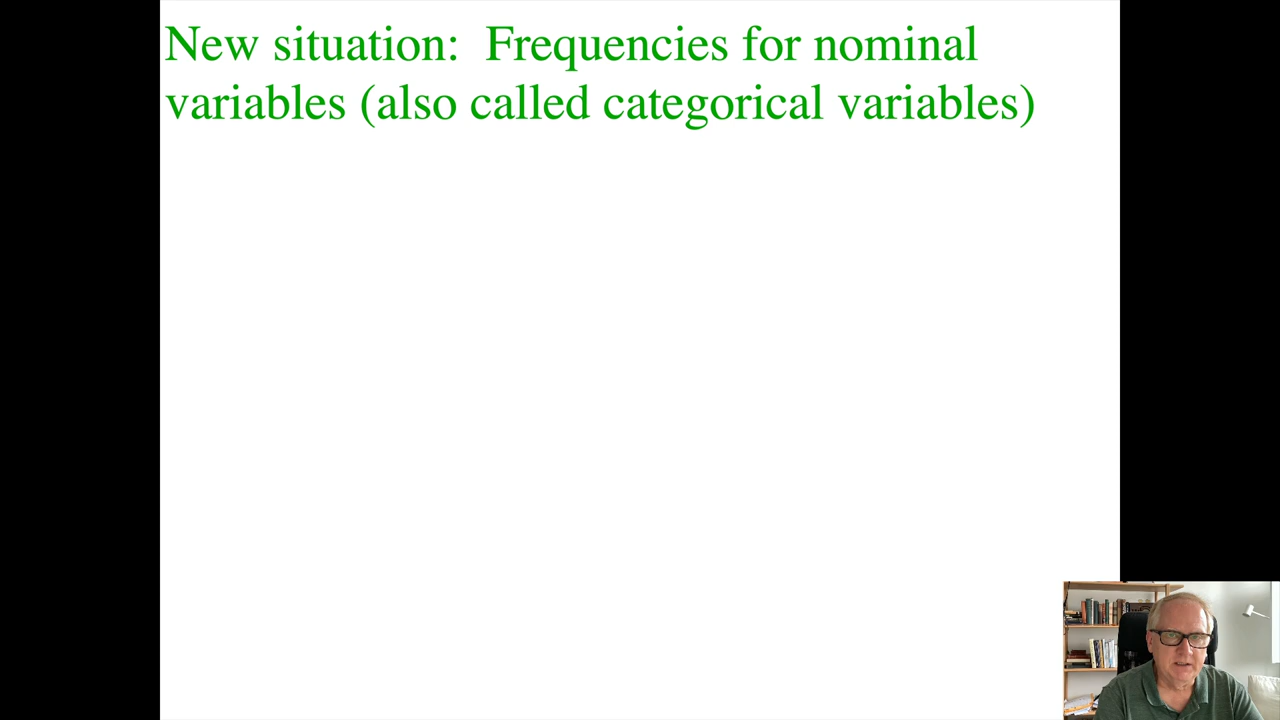 New situation:  Frequencies for nominal
variables (also called categorical variables)